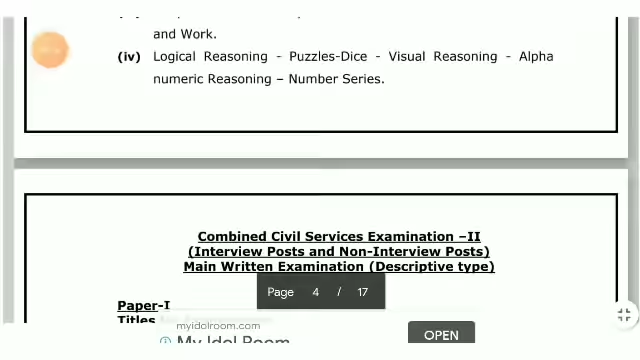 and Work.
(iv) Logical Reasoning - Puzzles-Dice - Visual Reasoning - Alpha
numeric Reasoning – Number Series.
Combined Civil Services Examination –II
(Interview Posts and Non-Interview Posts)
Main Written Examination (Descriptive type)
Page 4 / 17
Paper-I
Titles
myidolroom.com
My Idol Room
OPEN